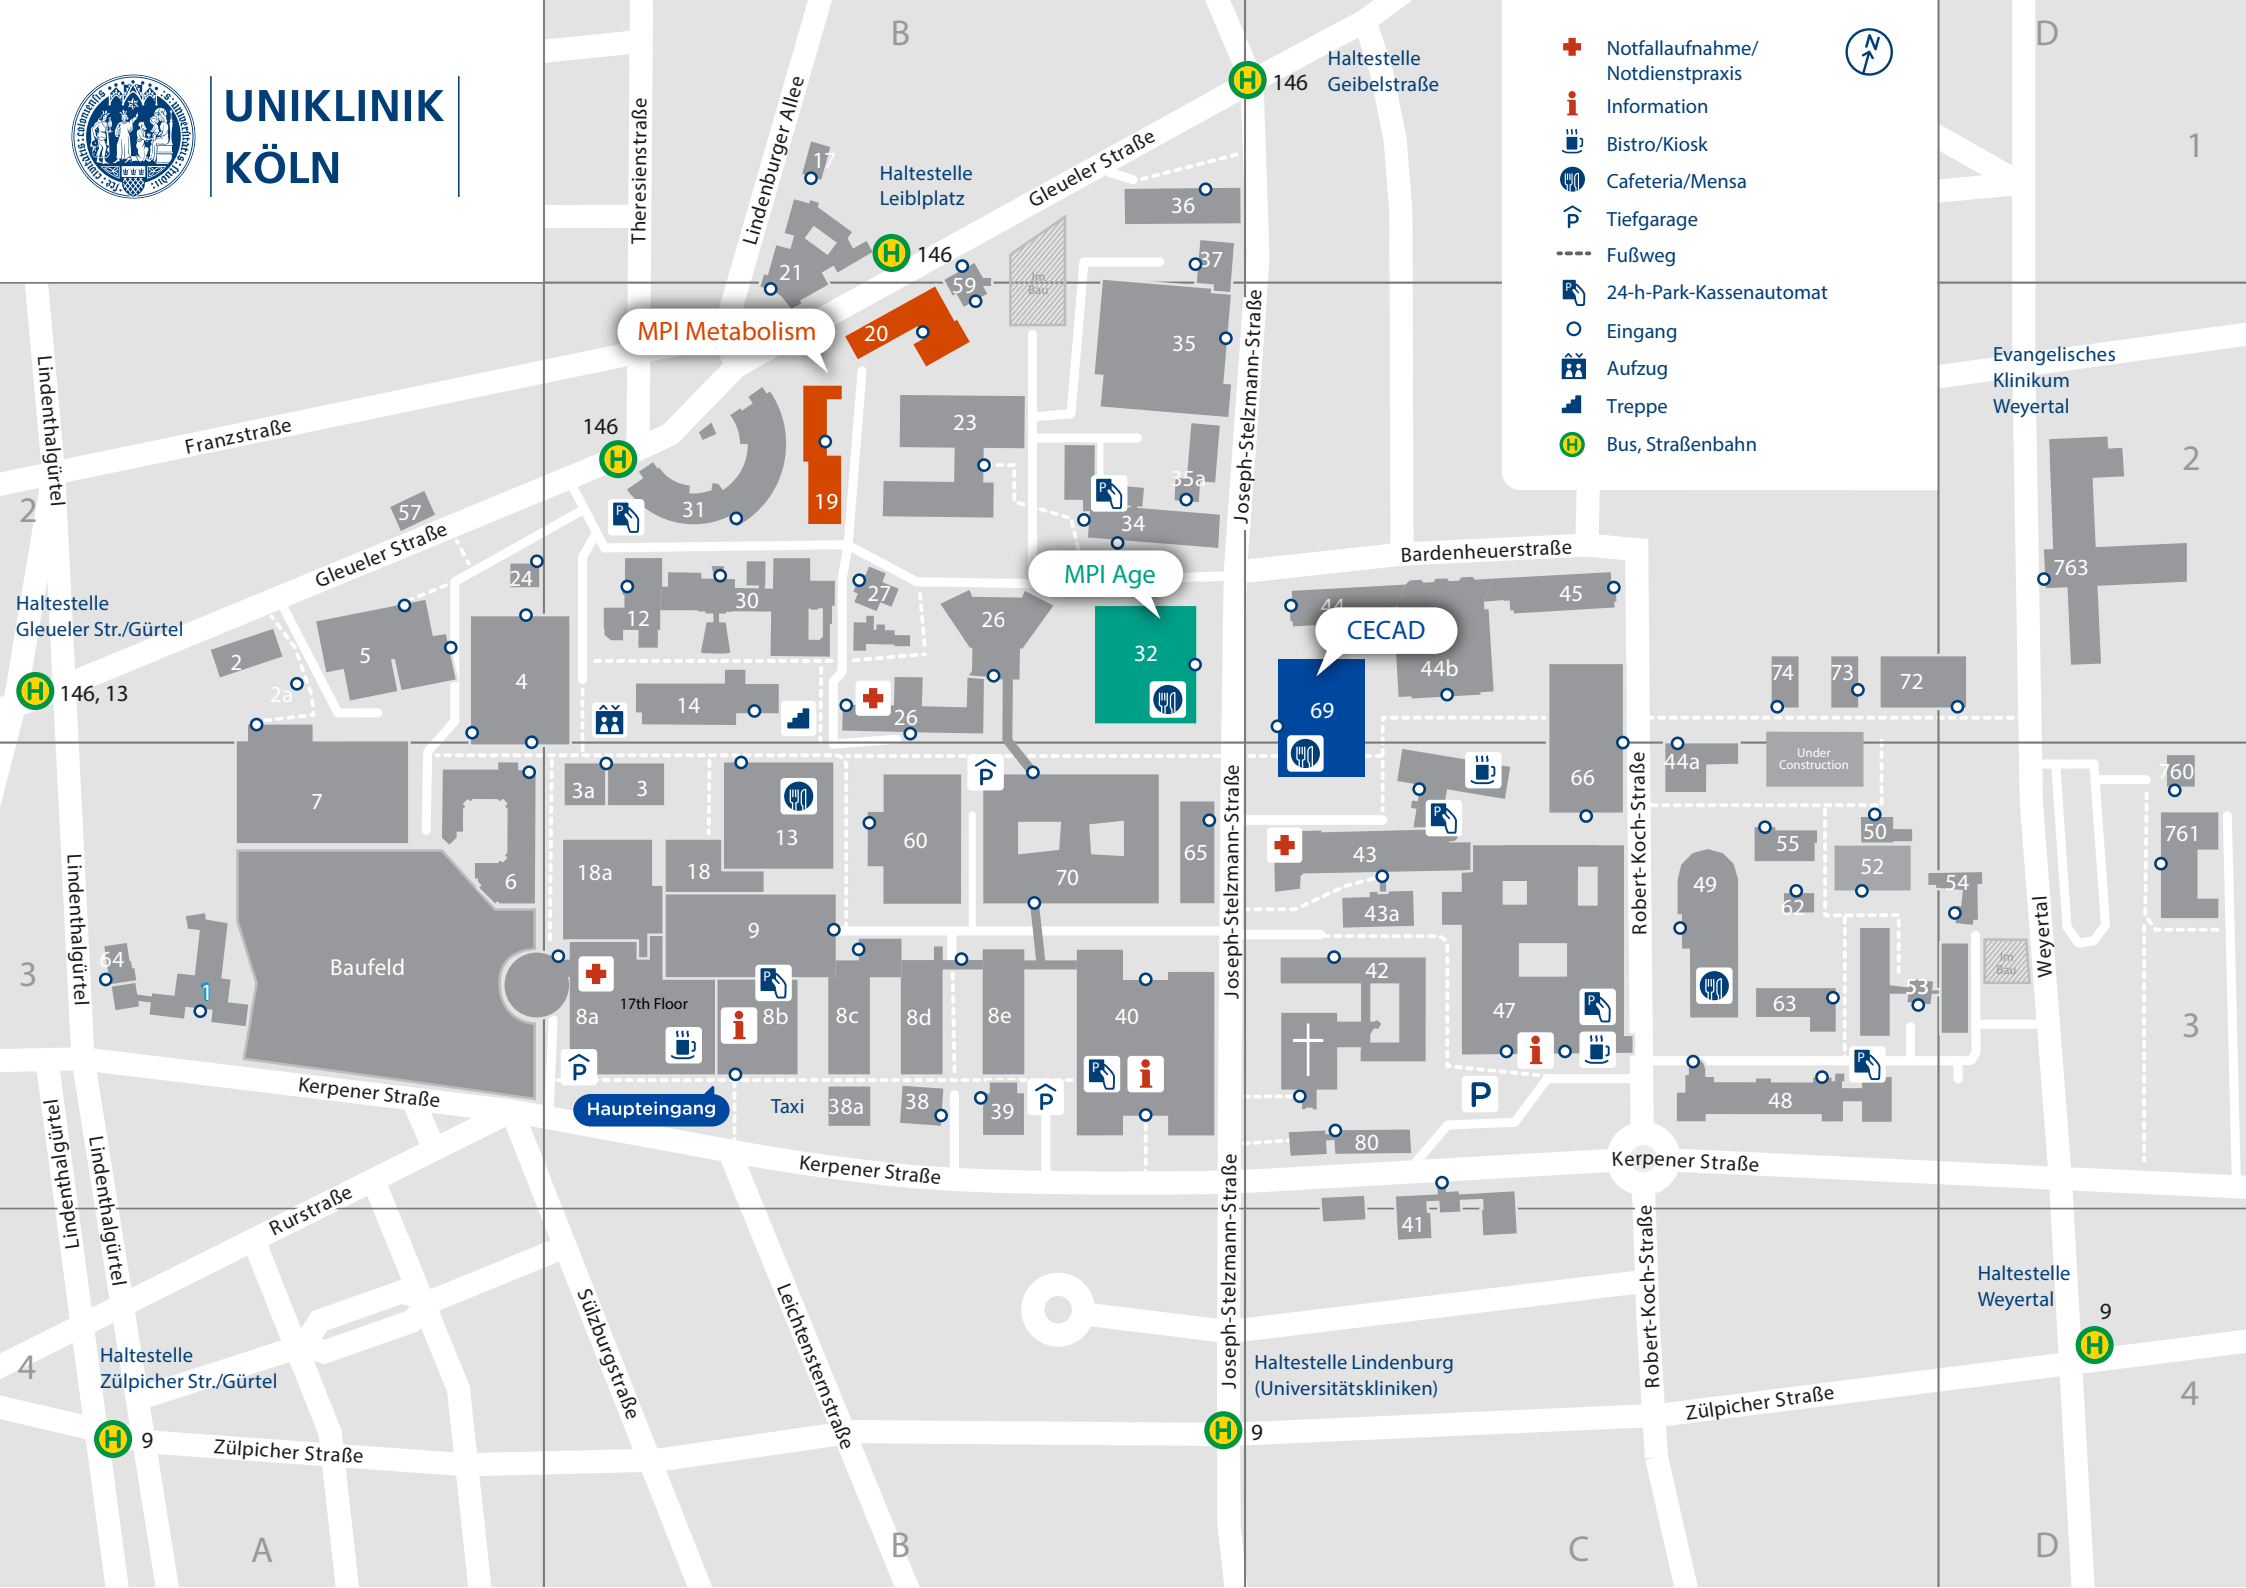 UNIKLINIK
KÖLN
B
D
Notfallaufnahme/
Notdienstpraxis
N
Information
Bistro/Kiosk
Cafeteria/Mensa
Tiefgarage
Fußweg
24-h-Park-Kassenautomat
Eingang
Aufzug
Treppe
Bus, Straßenbahn
Haltestelle
Geibelstraße
H 146
Theresienstraße
Lindenburger Allee
17
Haltestelle
Leiblplatz
Gleueler Straße
36
1
H 146
21
59
37
Im
Bau
MPI Metabolism
20
35
Joseph-Stelzmann-Straße
Evangelisches
Klinikum
Weyertal
Lindenthalgürtel
Franzstraße
146
H
31
19
23
35a
34
P
2
2
57
Gleueler Straße
24
Bardenheuerstraße
MPI Age
763
Haltestelle
Gleueler Str./Gürtel
H 146, 13
2
2a
5
4
12
30
27
26
32
44
45
CECAD
44b
69
74
73
72
14
26
7
3a
3
13
60
P
66
44a
Under
Construction
760
761
6
18a
18
70
65
43
43a
Joseph-Stelzmann-Straße
Robert-Koch-Straße
49
55
50
52
62
54
Lindenthalgürtel
64
1
3
Baufeld
9
17th Floor
8a
8b
8c
8d
8e
40
42
47
63
53
Im
Bau
Weyertal
3
P
Haupteingang
Taxi
38a
38
39
P
P
48
80
Kerpener Straße
Kerpener Straße
Kerpener Straße
Lindenthalgürtel
Lindenthalgürtel
Rurstraße
41
Joseph-Stelzmann-Straße
Robert-Koch-Straße
Sülzburgstraße
Leichtensternstraße
Haltestelle
Weyertal
9
H
4
Haltestelle
Zülpicher Str./Gürtel
Haltestelle Lindenburg
(Universitätskliniken)
4
H 9
Zülpicher Straße
H 9
Zülpicher Straße
A
B
C
D